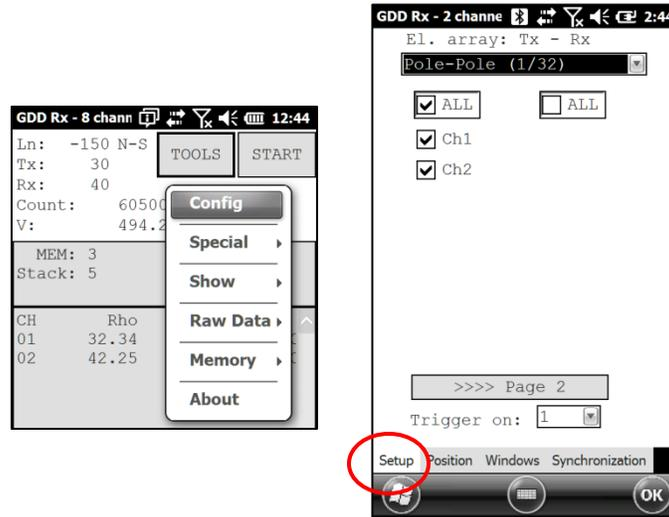 GDD Rx - 8 chann 12:44
Ln: -150 N-S
Tx: 30
Rx: 40
Count: 6050
V: 494.2
TOOLS
START
MEM: 3
Stack: 5
CH Rho
01 32.34
02 42.25
Config
Special
Show
Raw Data
Memory
About
GDD Rx - 2 channe 2:44
El. array: Tx - Rx
Pole-Pole (1/32)
ALL ALL
Ch1
Ch2
>>>> Page 2
Trigger on: 1
Setup Position Windows Synchronization
OK